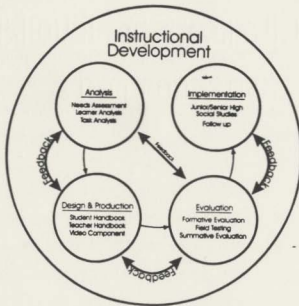 Instructional
Development
Analysis
Needs Assessment
Learner Analysis
Task Analysis
Implementation
Junior/Senior High
Social Studies
Follow up
Feedback
Feedback
Feedback
Design & Production
Student Handbook
Teacher Handbook
Video Component
Evaluation
Formative Evaluation
Field Testing
Summative Evaluation
Feedback